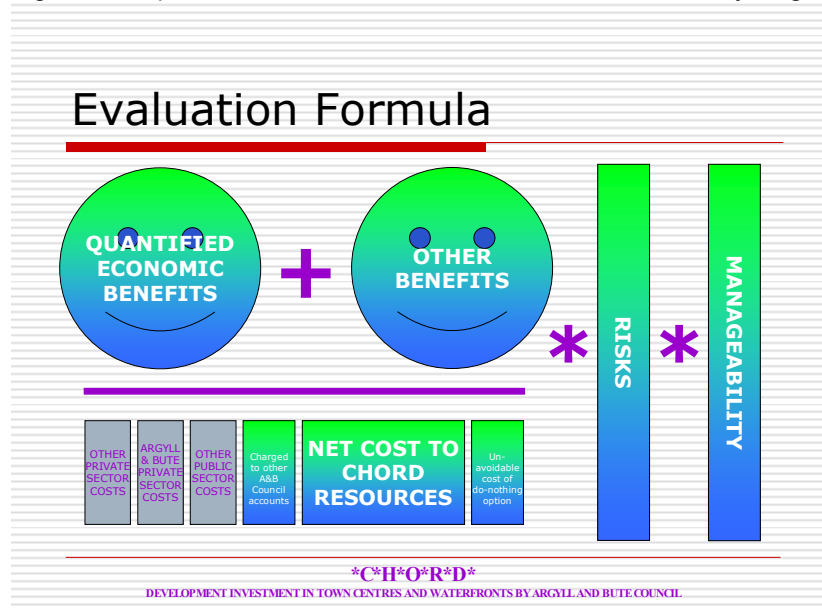 Evaluation Formula
QUANTIFIED
ECONOMIC
BENEFITS
+
OTHER
BENEFITS
*
RISKS
*
MANAGEABILITY
OTHER
PRIVATE
SECTOR
COSTS
ARGYLL
& BUTE
PRIVATE
SECTOR
COSTS
OTHER
PUBLIC
SECTOR
COSTS
Charged
to other
A&B
Council
accounts
NET COST TO
CHORD
RESOURCES
Un-
avoidable
cost of
do-nothing
option
*C*H*O*R*D*
DEVELOPMENT INVESTMENT IN TOWN CENTRES AND WATERFRONTS BY ARGYLL AND BUTE COUNCIL